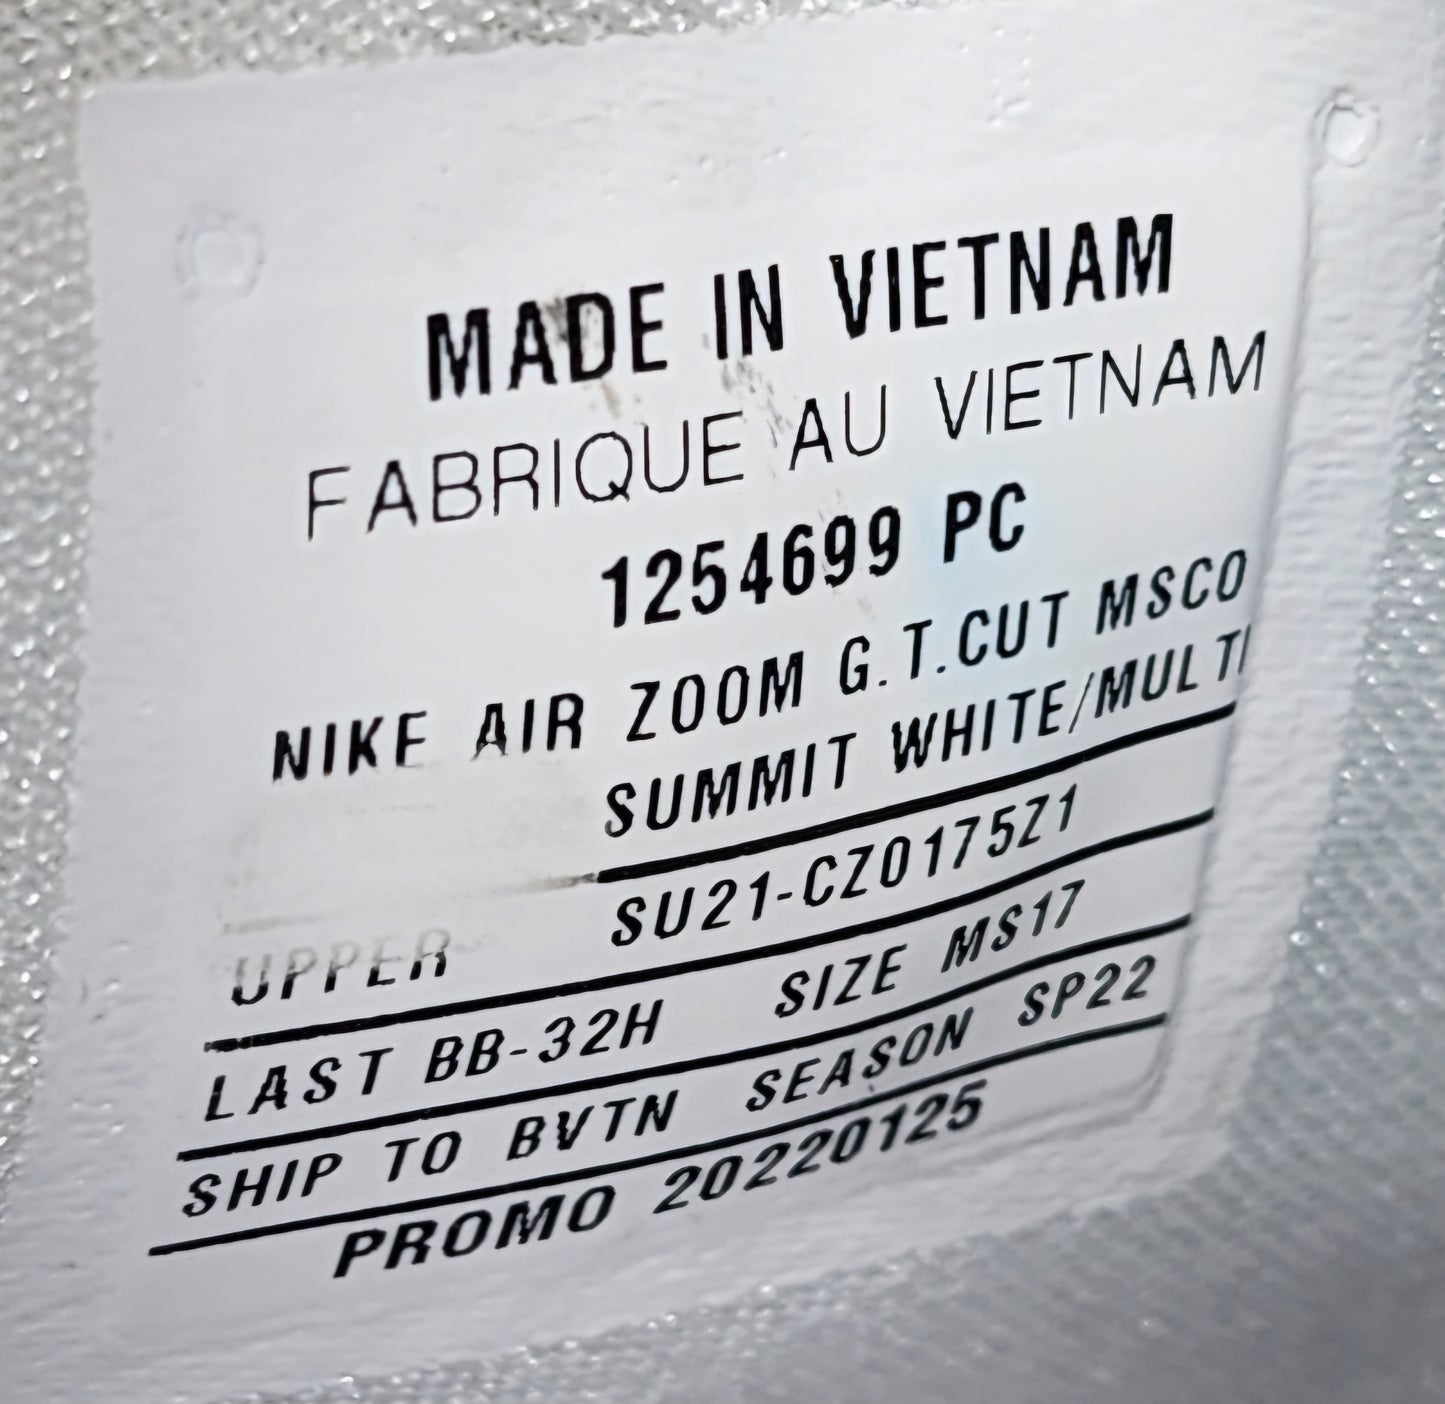 MADE IN VIETNAM
FABRIQUE AU VIETNAM
1254699 PC
NIKE AIR ZOOM G.T.CUT MSCO
SUMMIT WHITE/MULTI
UPPER SU21-CZ0175Z1
LAST BB-32H SIZE MS17
SHIP TO BVTN SEASON SP22
PROMO 20220125